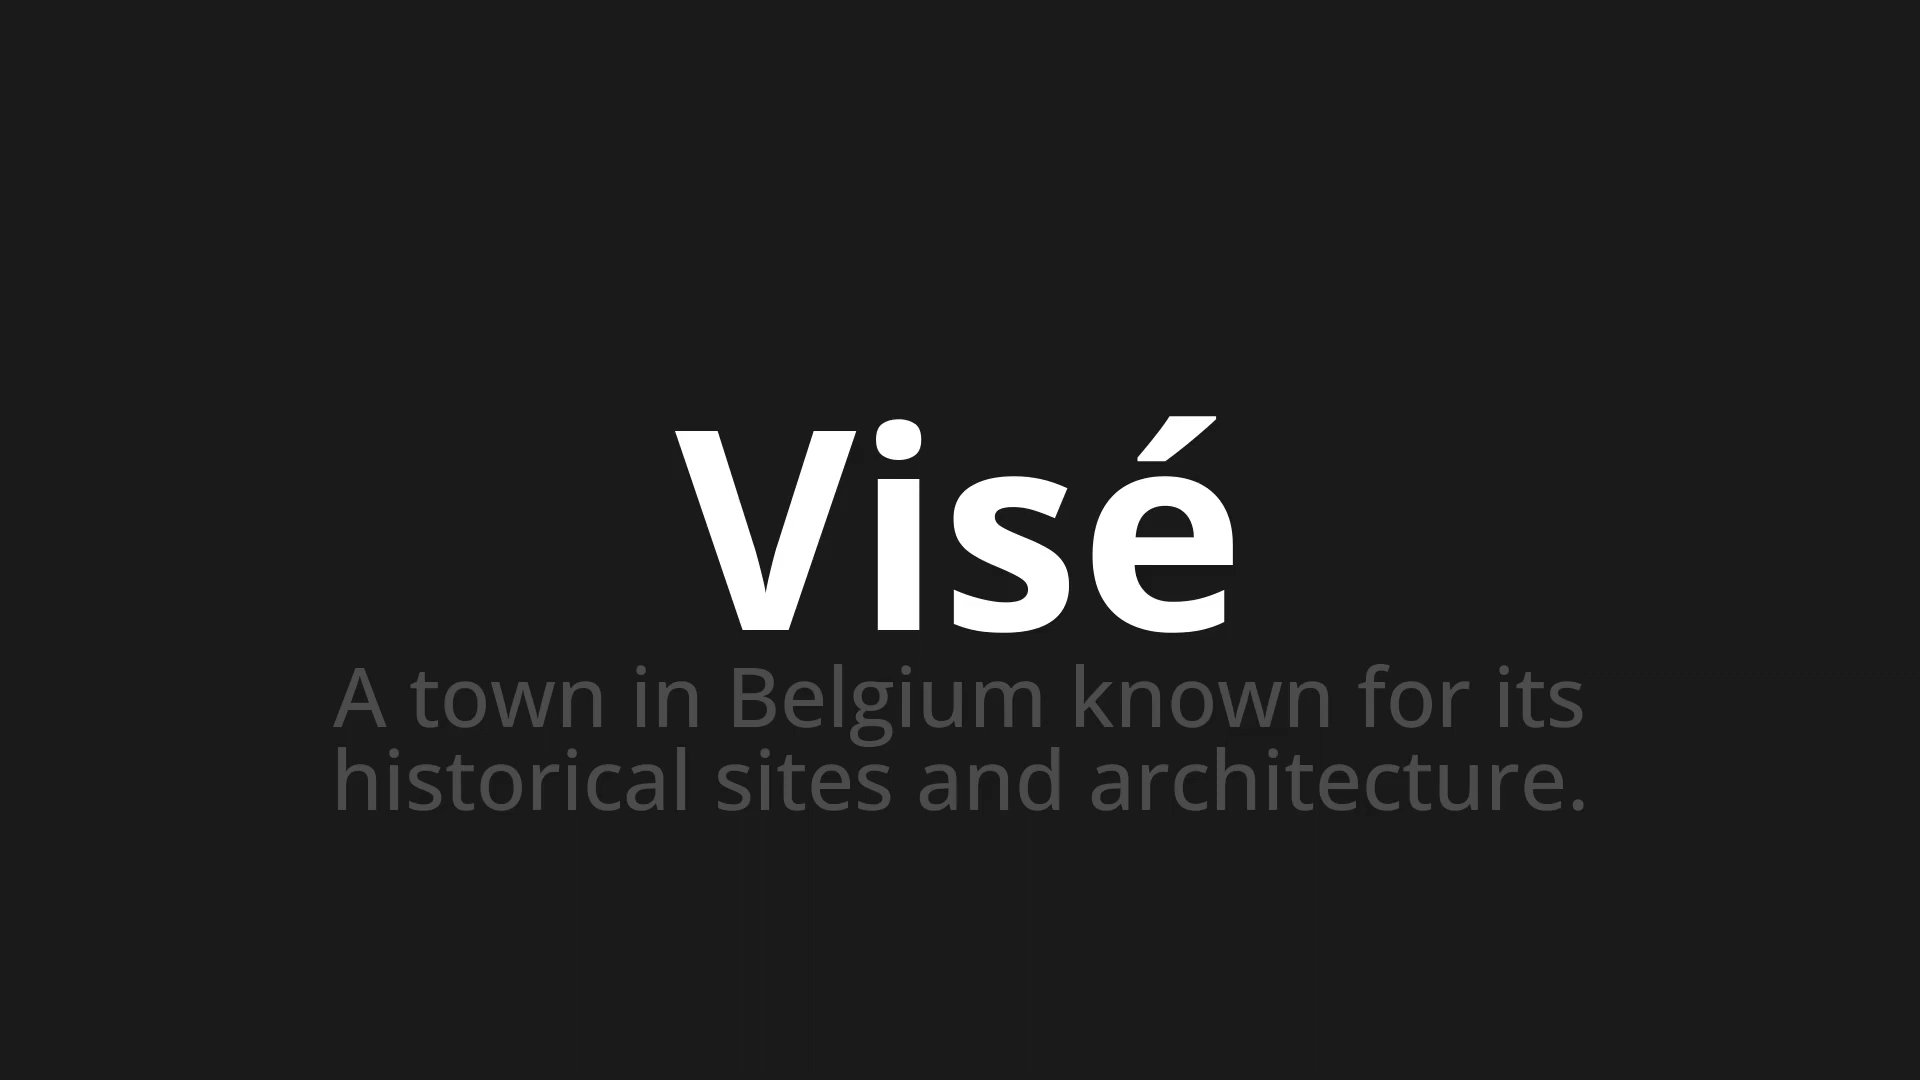 Visé
A town in Belgium known for its
historical sites and architecture.